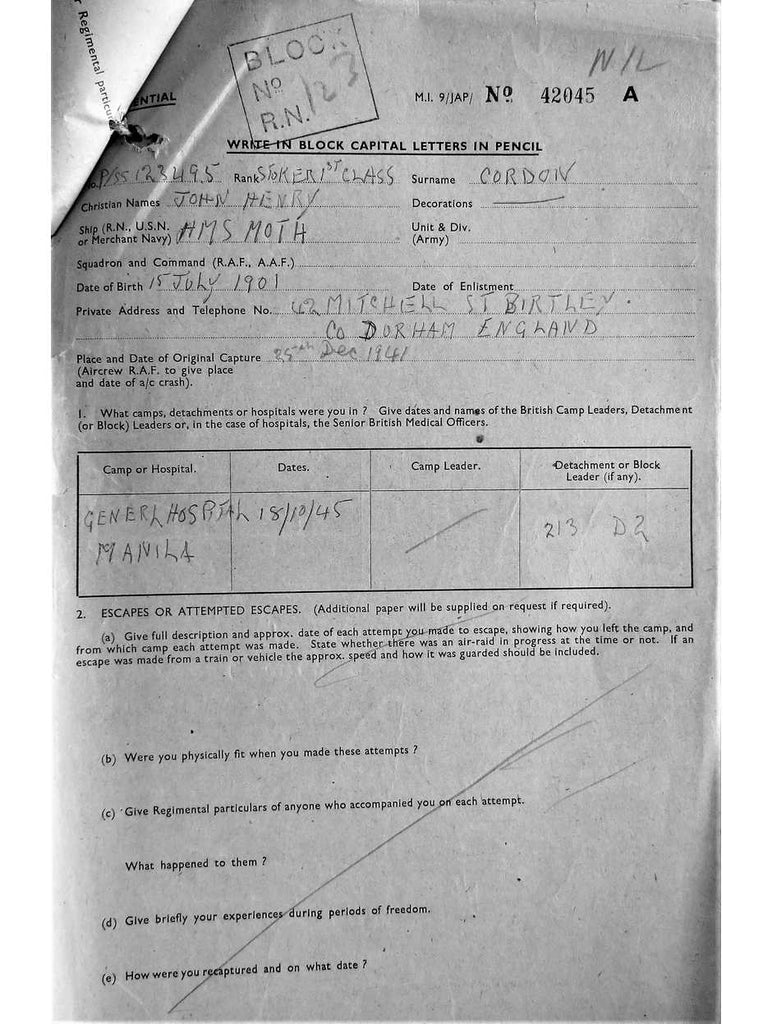 r Regimental particu
BLOCK
Nº 123
R.N.
NIL
ENTIAL
M.I. 9/JAP/ Nº 42045 A
WRITE IN BLOCK CAPITAL LETTERS IN PENCIL
No. P/SS 123495 Rank STOKER 1ST CLASS Surname CORDON
Christian Names JOHN HENRY Decorations
Ship (R.N., U.S.N. or Merchant Navy) HMS MOTH Unit & Div. (Army)
Squadron and Command (R.A.F., A.A.F.)
Date of Birth 15 JULY 1901 Date of Enlistment
Private Address and Telephone No. 42 MITCHELL ST BIRTLEY.
CO DURHAM ENGLAND
Place and Date of Original Capture 25th Dec 1941
(Aircrew R.A.F. to give place
and date of a/c crash).
1. What camps, detachments or hospitals were you in ? Give dates and names of the British Camp Leaders, Detachment
(or Block) Leaders or, in the case of hospitals, the Senior British Medical Officers.
Camp or Hospital. Dates. Camp Leader. Detachment or Block
Leader (if any).
GENERL HOSPITAL 18/10/45 213 D2
MANILA
2. ESCAPES OR ATTEMPTED ESCAPES. (Additional paper will be supplied on request if required).
(a) Give full description and approx. date of each attempt you made to escape, showing how you left the camp, and
from which camp each attempt was made. State whether there was an air-raid in progress at the time or not. If an
escape was made from a train or vehicle the approx. speed and how it was guarded should be included.
(b) Were you physically fit when you made these attempts ?
(c) Give Regimental particulars of anyone who accompanied you on each attempt.
What happened to them ?
(d) Give briefly your experiences during periods of freedom.
(e) How were you recaptured and on what date ?